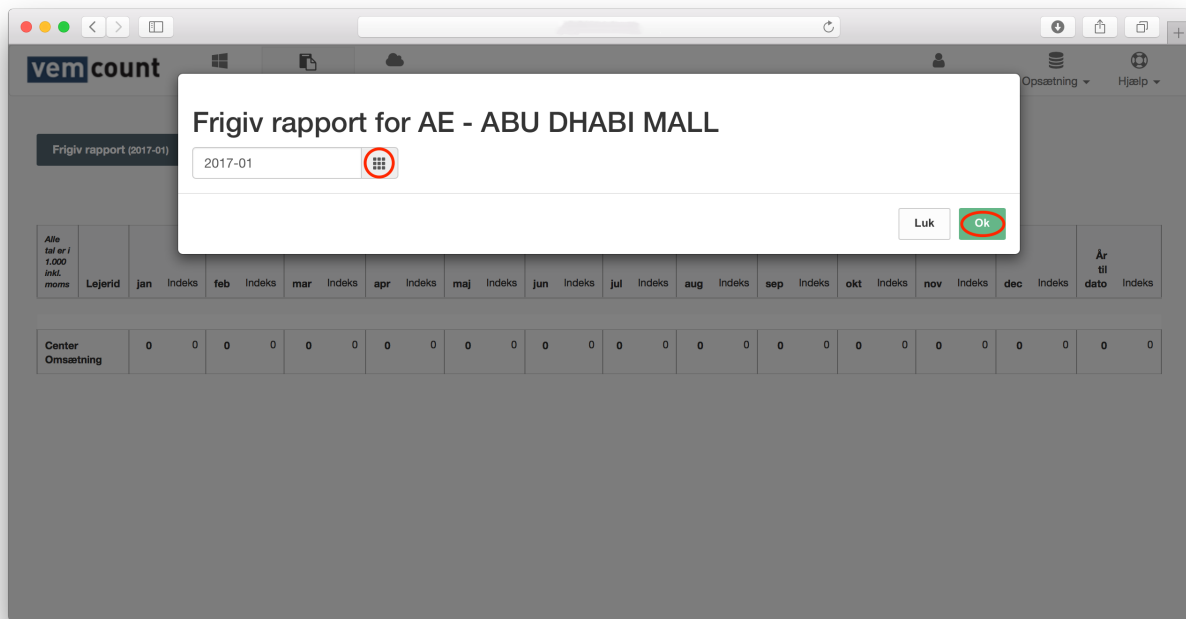 vemcount
Opsætning
Hjælp
Frigiv rapport for AE - ABU DHABI MALL
2017-01
Luk
Ok
Frigiv rapport (2017-01)
Alle
tal er i
1.000
inkl.
moms
Lejerid jan Indeks feb Indeks mar Indeks apr Indeks maj Indeks jun Indeks jul Indeks aug Indeks sep Indeks okt Indeks nov Indeks dec Indeks
År
til
dato Indeks
Center
Omsætning
0 0 0 0 0 0 0 0 0 0 0 0 0 0 0 0 0 0 0 0 0 0 0 0 0 0